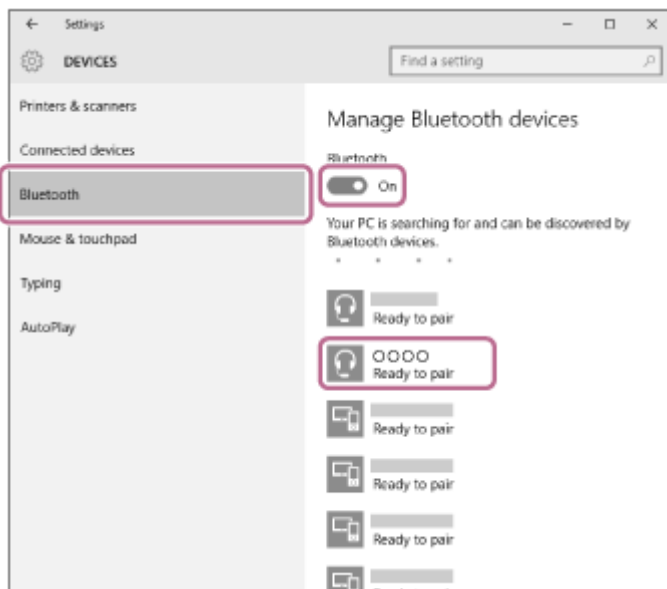 Settings
DEVICES
Find a setting
Printers & scanners
Connected devices
Bluetooth
Mouse & touchpad
Typing
AutoPlay
Manage Bluetooth devices
Bluetooth
On
Your PC is searching for and can be discovered by
Bluetooth devices.
Ready to pair
OOOO
Ready to pair
Ready to pair
Ready to pair
Ready to pair